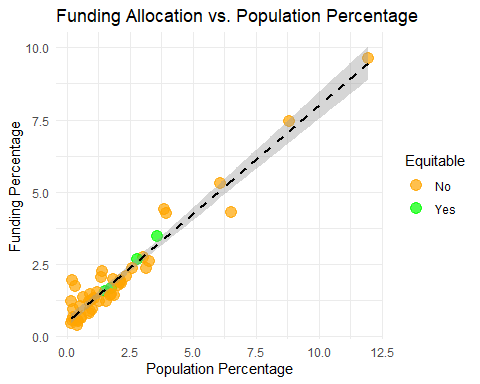 Funding Allocation vs. Population Percentage
Funding Percentage
10.0
7.5
5.0
2.5
0.0
0.0 2.5 5.0 7.5 10.0 12.5
Population Percentage
Equitable
No
Yes